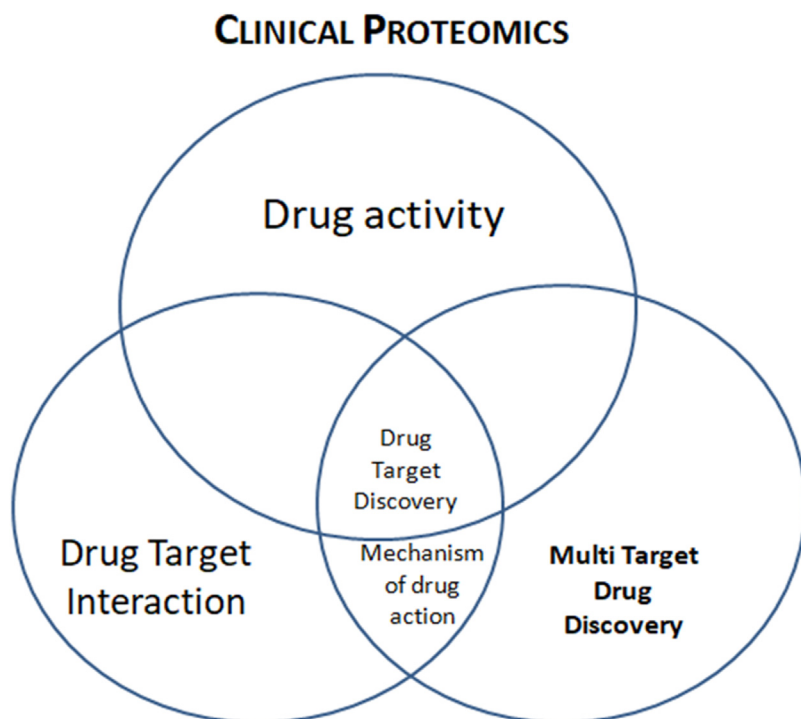 CLINICAL PROTEOMICS
Drug activity
Drug
Target
Discovery
Drug Target
Interaction
Mechanism
of drug
action
Multi Target
Drug
Discovery